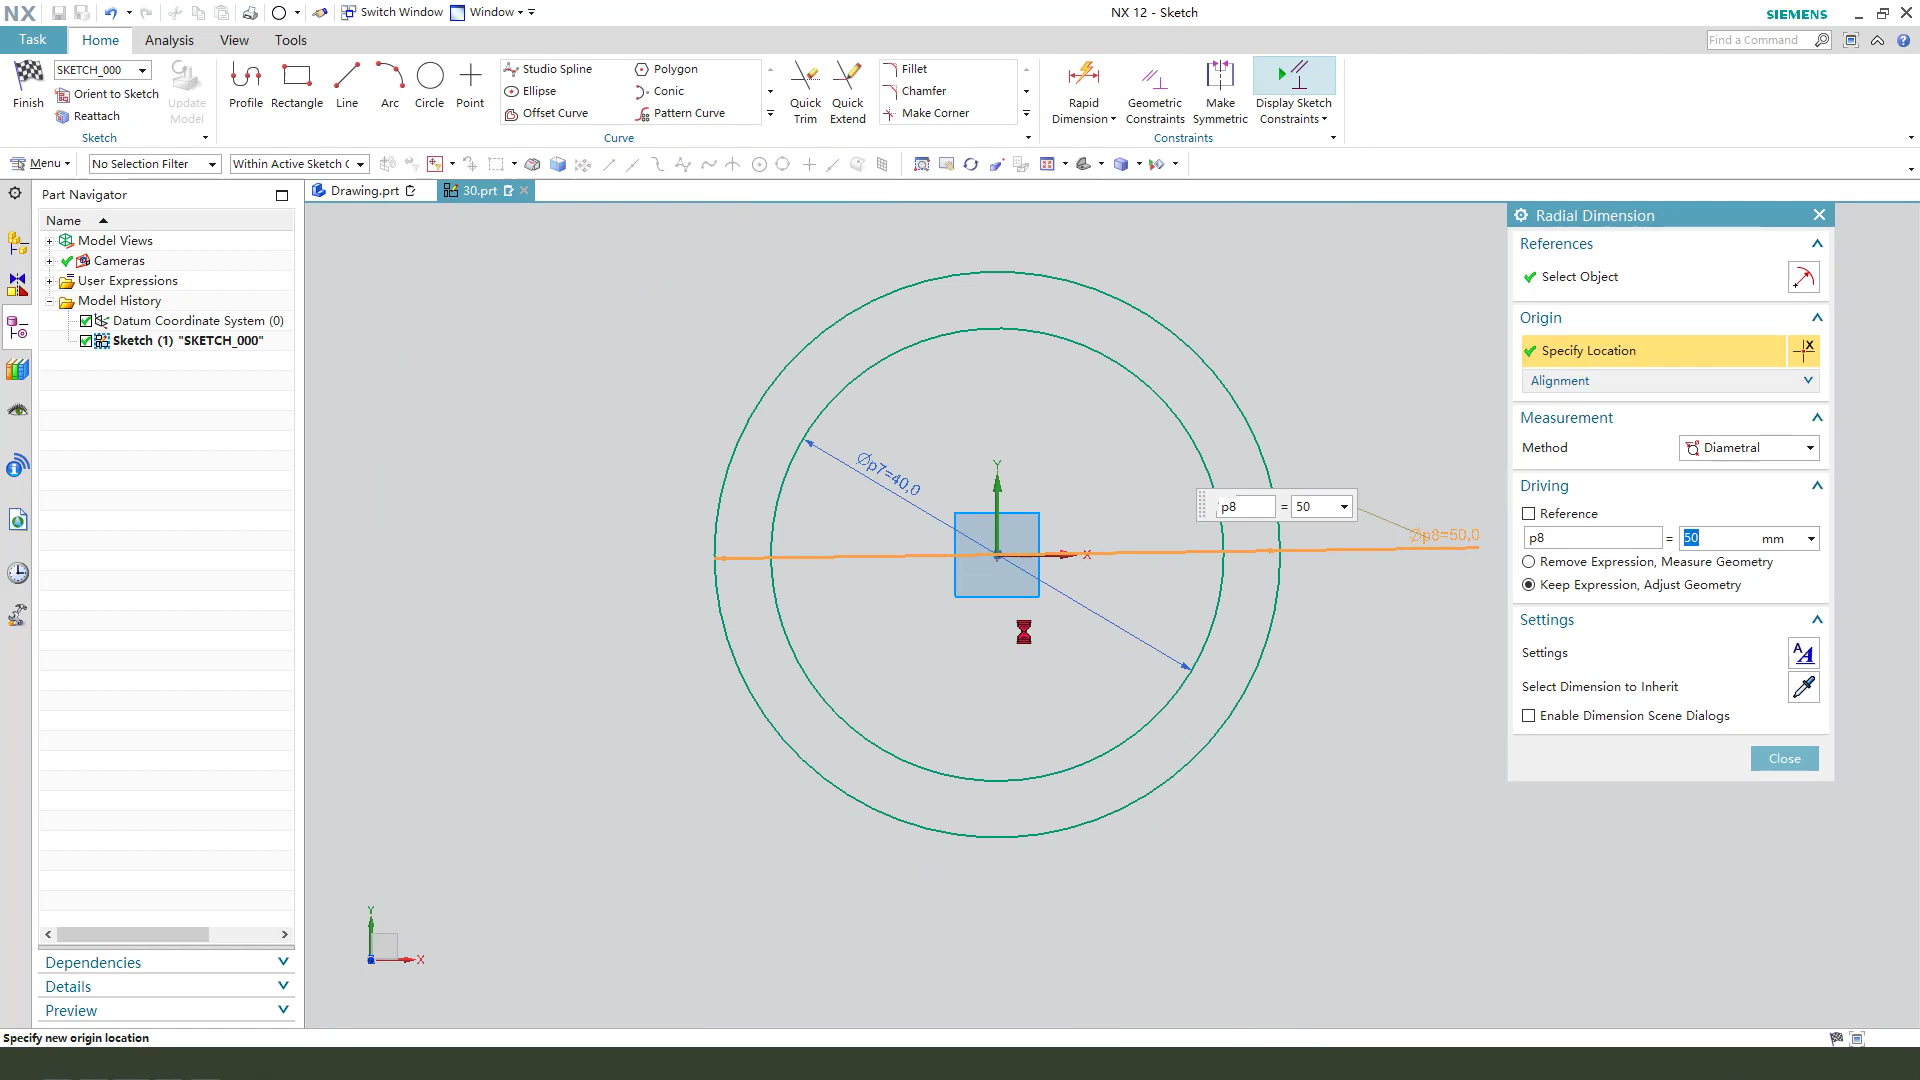 NX
Switch Window
Window
NX 12 - Sketch
SIEMENS
Task
Home
Analysis
View
Tools
Find a Command
Finish
SKETCH_000
Orient to Sketch
Reattach
Update Model
Profile
Rectangle
Line
Arc
Circle
Point
Studio Spline
Ellipse
Offset Curve
Polygon
Conic
Pattern Curve
Quick Trim
Quick Extend
Fillet
Chamfer
Make Corner
Rapid Dimension
Geometric Constraints
Make Symmetric
Display Sketch Constraints
Sketch
Curve
Constraints
Menu
No Selection Filter
Within Active Sketch
Part Navigator
Drawing.prt
30.prt
Name
Model Views
Cameras
User Expressions
Model History
Datum Coordinate System (0)
Sketch (1) "SKETCH_000"
Dependencies
Details
Preview
Øp7=40,0
Y
X
p8 = 50
Øp8=50,0
Y
X
Radial Dimension
References
Select Object
Origin
Specify Location
X
Alignment
Measurement
Method
Diametral
Driving
Reference
p8 = 50 mm
Remove Expression, Measure Geometry
Keep Expression, Adjust Geometry
Settings
Settings
A A
Select Dimension to Inherit
Enable Dimension Scene Dialogs
Close
Specify new origin location